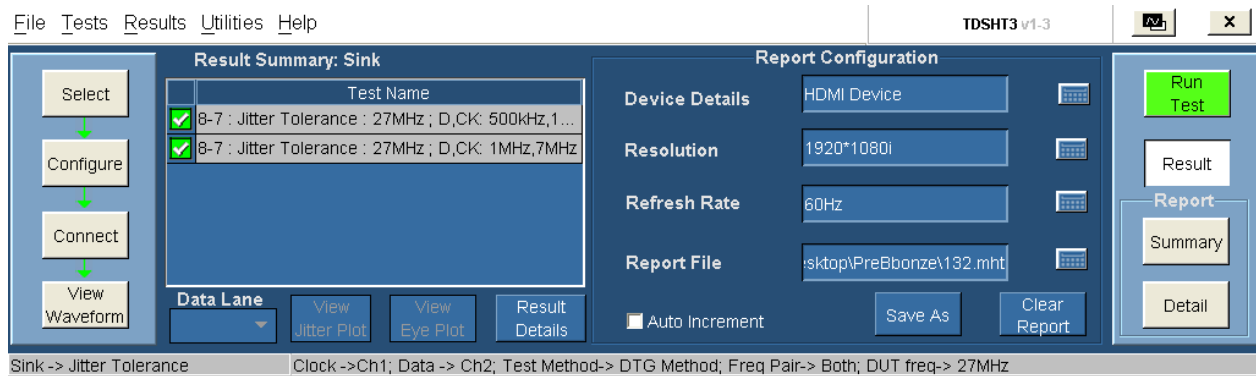 File Tests Results Utilities Help
TDSHT3 v1-3
x
Select
Configure
Connect
View
Waveform
Result Summary: Sink
Test Name
8-7 : Jitter Tolerance : 27MHz ; D,CK: 500kHz,1...
8-7 : Jitter Tolerance : 27MHz ; D,CK: 1MHz,7MHz
Data Lane
View
Jitter Plot
View
Eye Plot
Result
Details
Report Configuration
Device Details
HDMI Device
Resolution
1920*1080i
Refresh Rate
60Hz
Report File
sktop\PreBbonze\132.mht
Auto Increment
Save As
Clear
Report
Run
Test
Result
Report
Summary
Detail
Sink -> Jitter Tolerance
Clock ->Ch1; Data -> Ch2; Test Method-> DTG Method; Freq Pair-> Both; DUT freq-> 27MHz